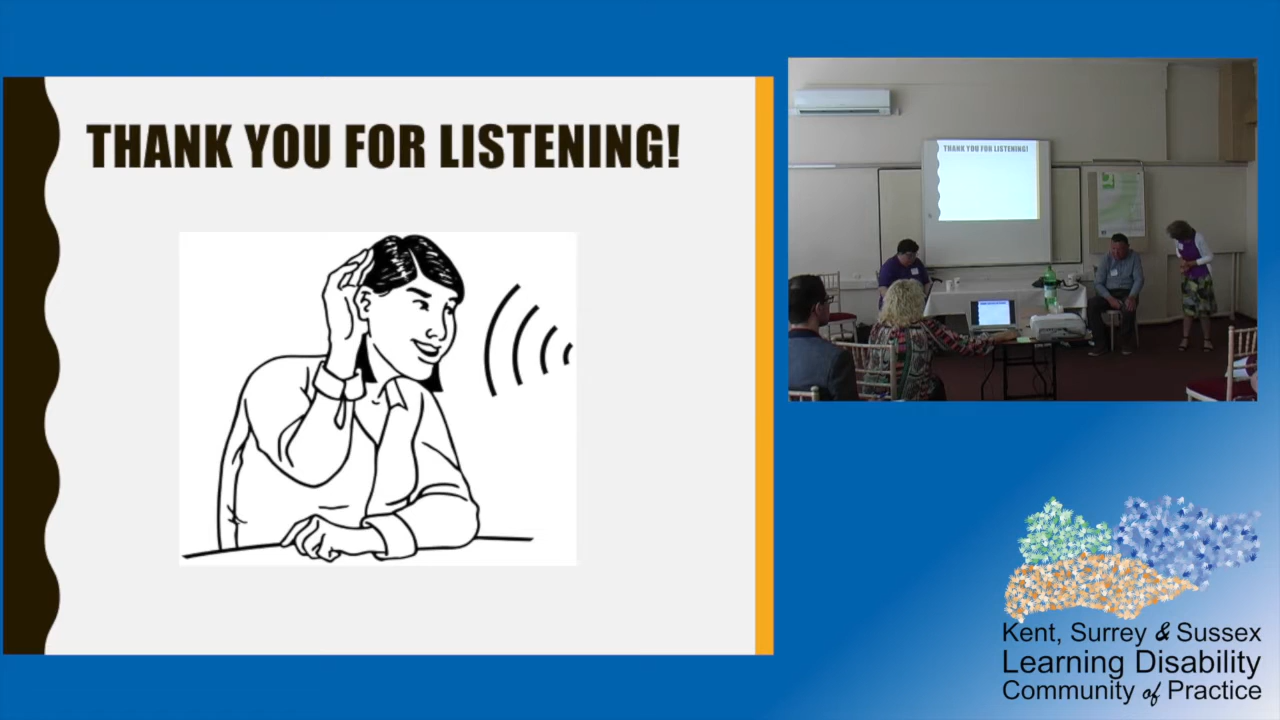 THANK YOU FOR LISTENING!
THANK YOU FOR LISTENING!
Kent, Surrey & Sussex
Learning Disability
Community of Practice